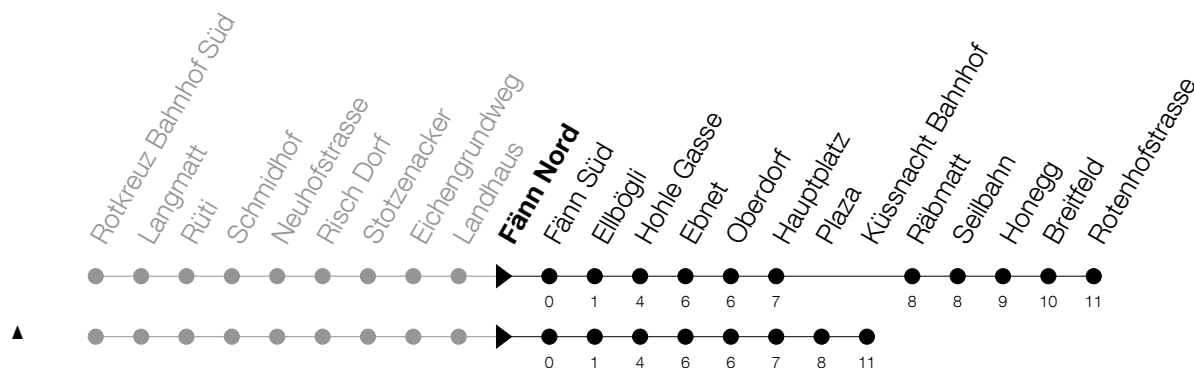 Rotkreuz Bahnhof Süd
Langmatt
Rüti
Schmidhof
Neuhofstrasse
Risch Dorf
Stotzenacker
Eichengrundweg
Landhaus
Fänn Nord
Fänn Süd
Ellbögli
Hohle Gasse
Ebnet
Oberdorf
Hauptplatz
Plaza
Küssnacht Bahnhof
Räbmatt
Seilbahn
Honegg
Breitfeld
Rotenhofstrasse
0 1 4 6 6 7 8 8 9 10 11
0 1 4 6 6 7 8 11